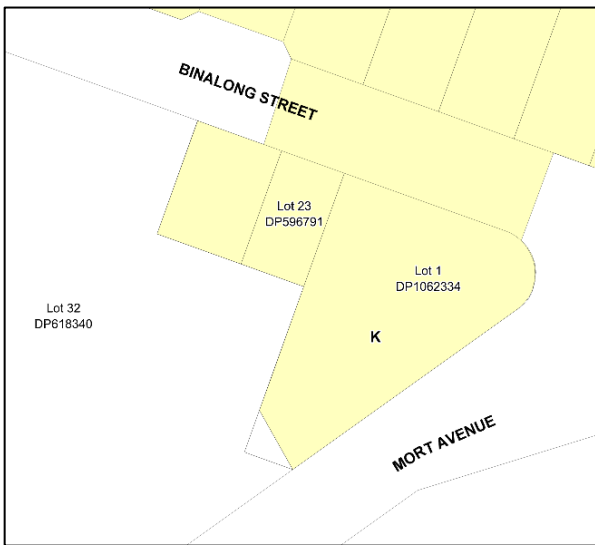 BINALONG STREET
Lot 23
DP596791
Lot 1
DP1062334
Lot 32
DP618340
K
MORT AVENUE